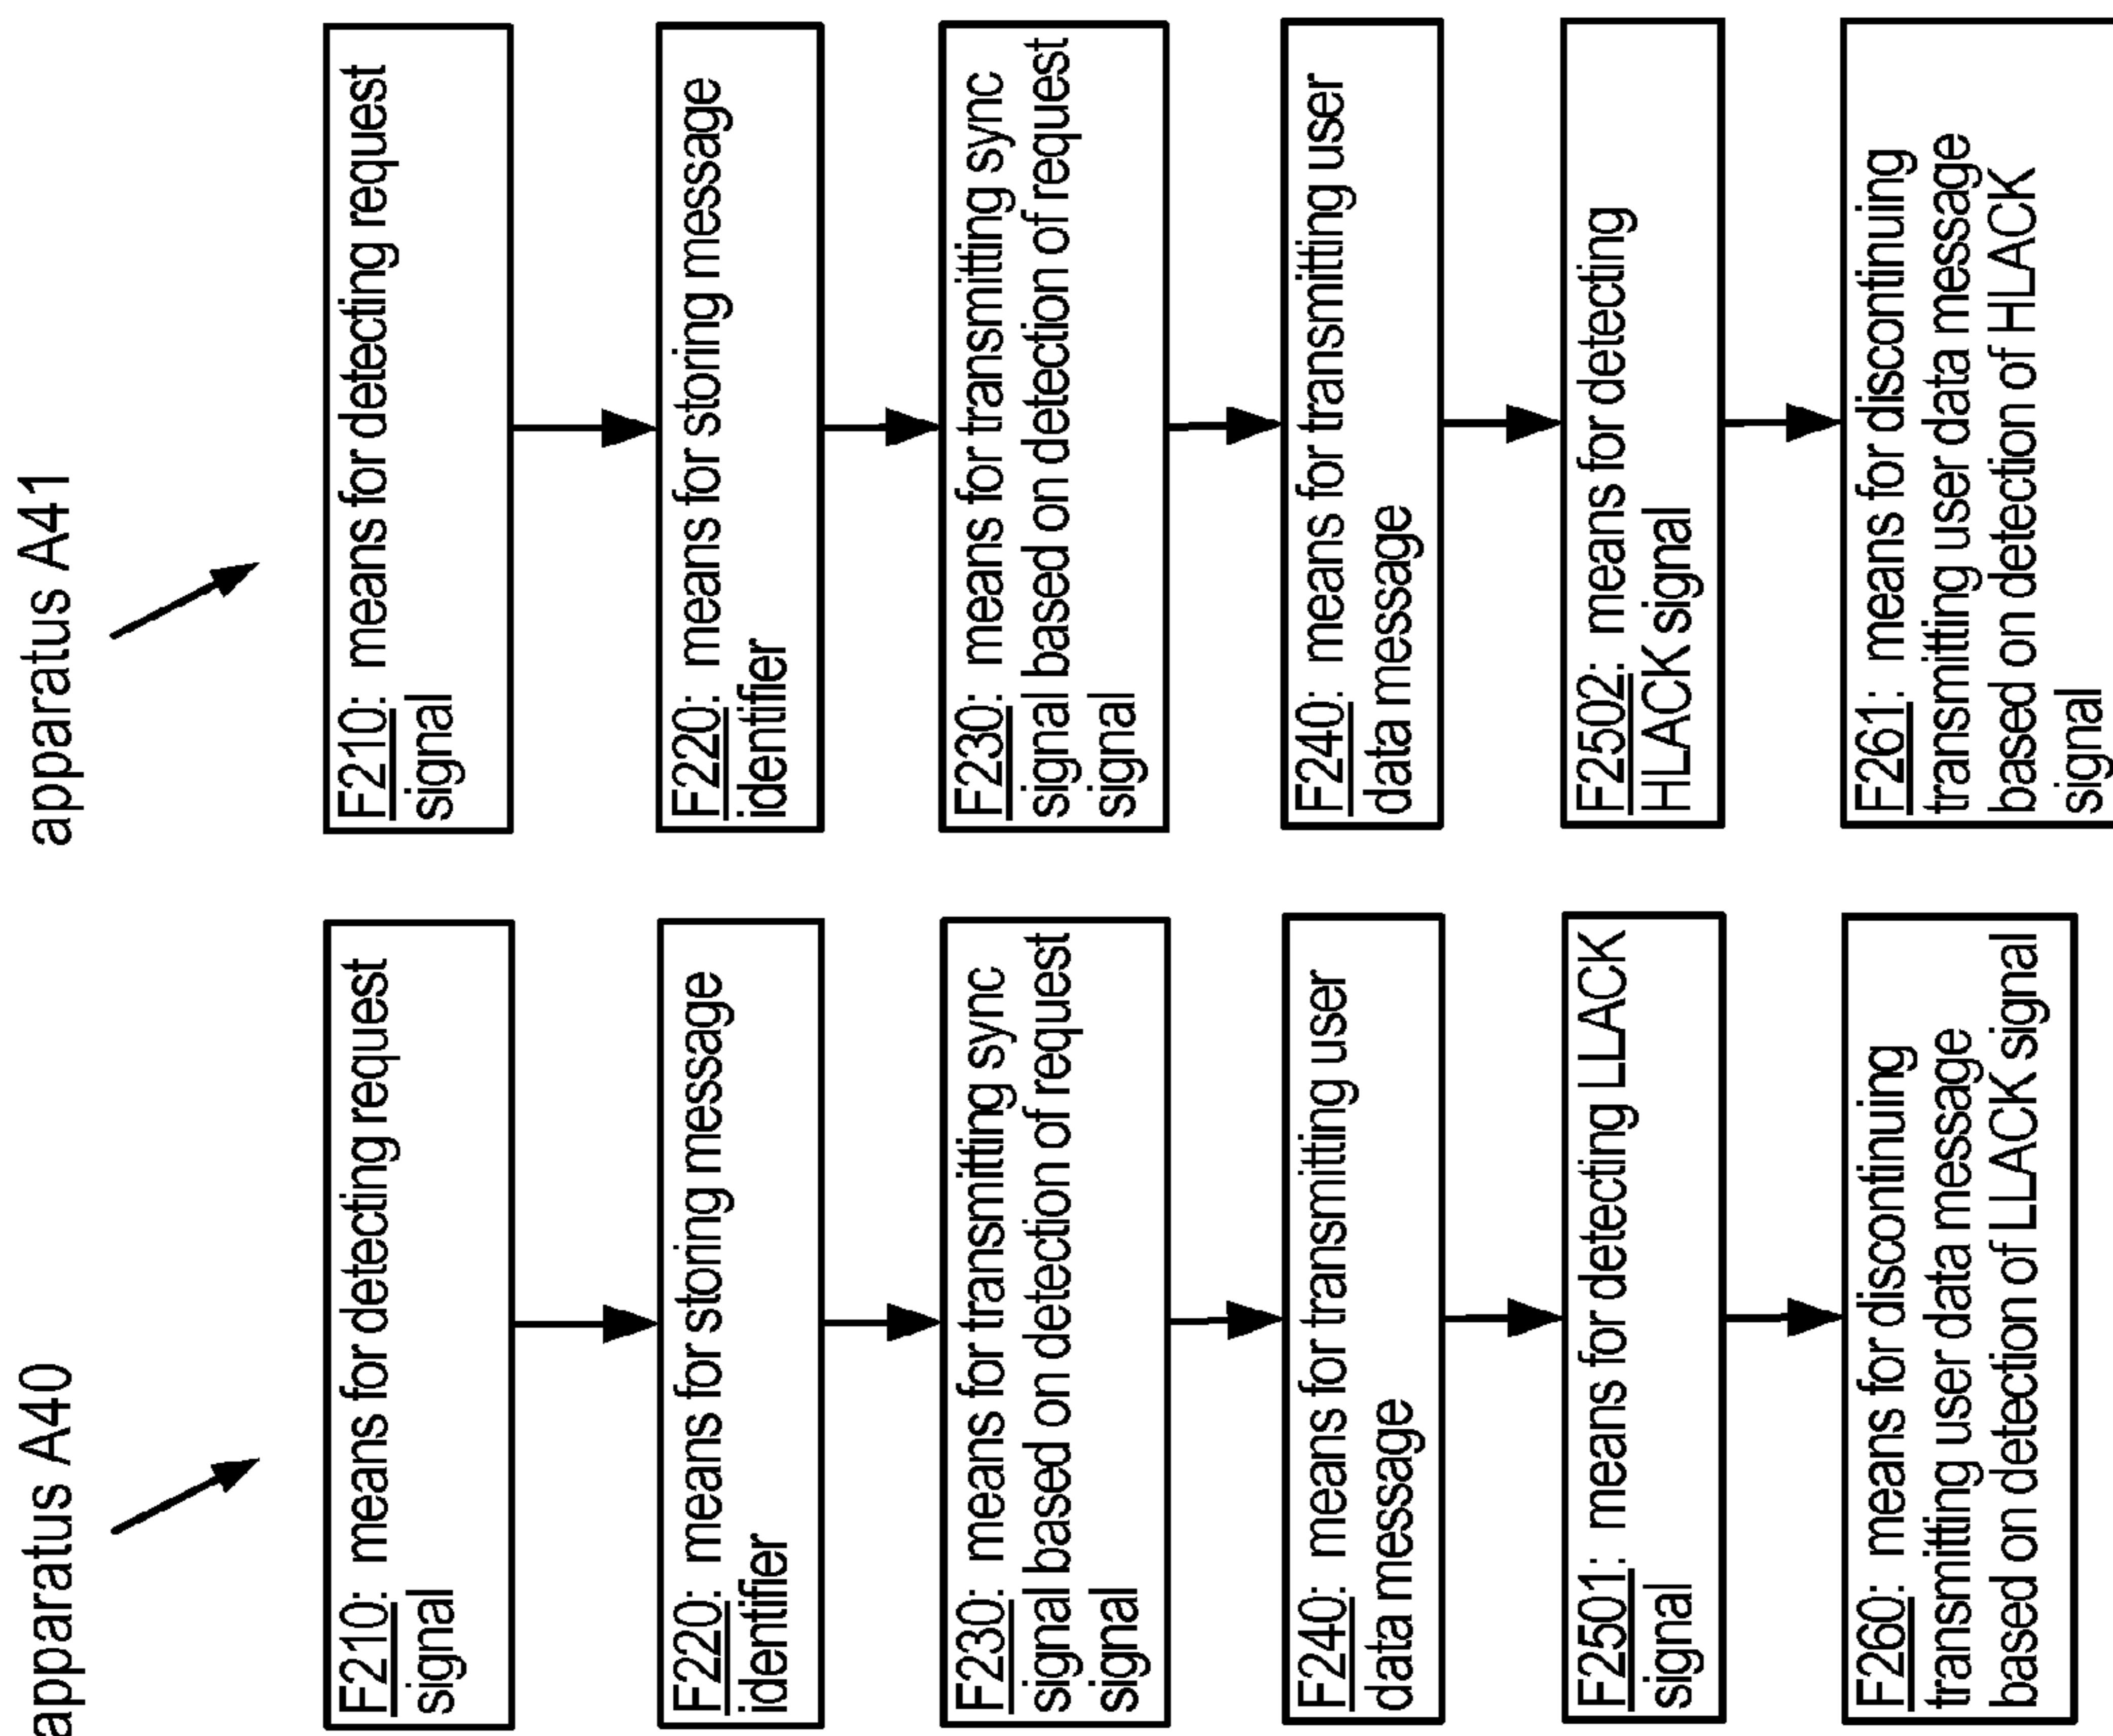 apparatus A40
F210: means for detecting request
signal
F220: means for storing message
identifier
F230: means for transmitting sync
signal based on detection of request
signal
F240: means for transmitting user
data message
F2501: means for detecting LLACK
signal
F260: means for discontinuing
transmitting user data message
based on detection of LLACK signal
apparatus A41
F210: means for detecting request
signal
F220: means for storing message
identifier
F230: means for transmitting sync
signal based on detection of request
signal
F240: means for transmitting user
data message
F2502: means for detecting
HLACK signal
F261: means for discontinuing
transmitting user data message
based on detection of HLACK
signal